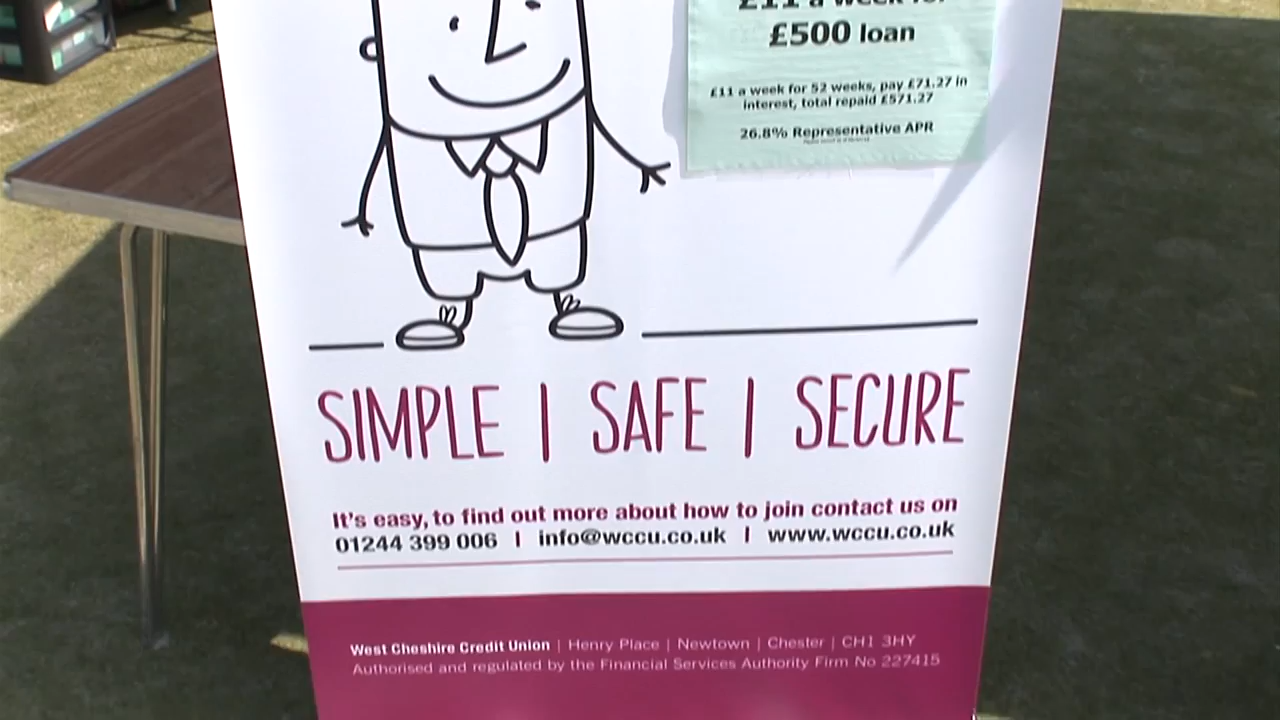 £11 a week for
£500 loan
£11 a week for 52 weeks, pay £71.27 in
interest, total repaid £571.27
26.8% Representative APR
SIMPLE | SAFE | SECURE
It's easy, to find out more about how to join contact us on
01244 399 006 | info@wccu.co.uk | www.wccu.co.uk
West Cheshire Credit Union | Henry Place | Newtown | Chester | CH1 3HY
Authorised and regulated by the Financial Services Authority Firm No 227415